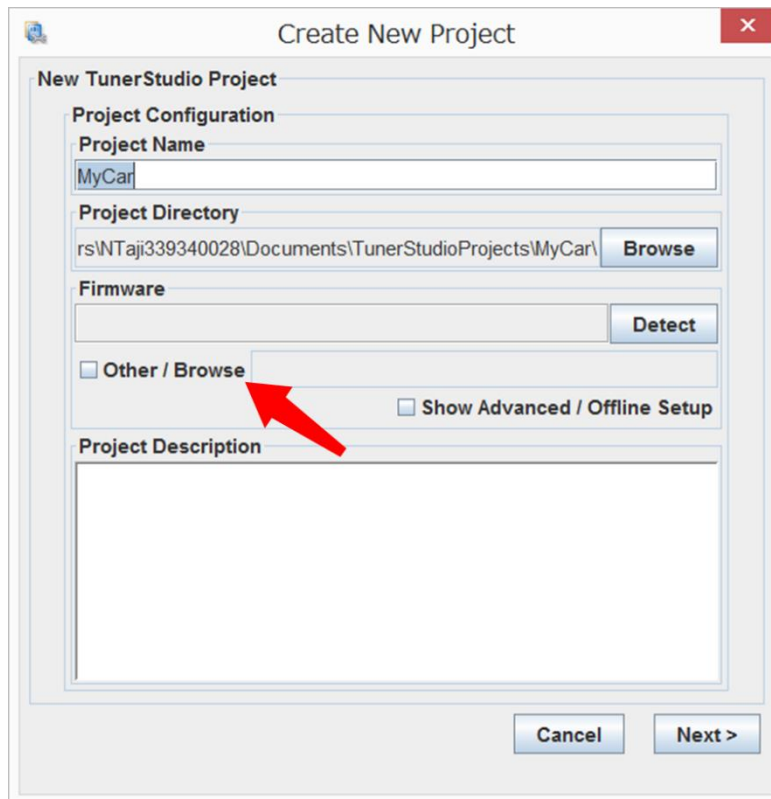 Create New Project
New TunerStudio Project
Project Configuration
Project Name
MyCar
Project Directory
rs\NTaji339340028\Documents\TunerStudioProjects\MyCar\ Browse
Firmware
Detect
Other / Browse
Show Advanced / Offline Setup
Project Description
Cancel Next >